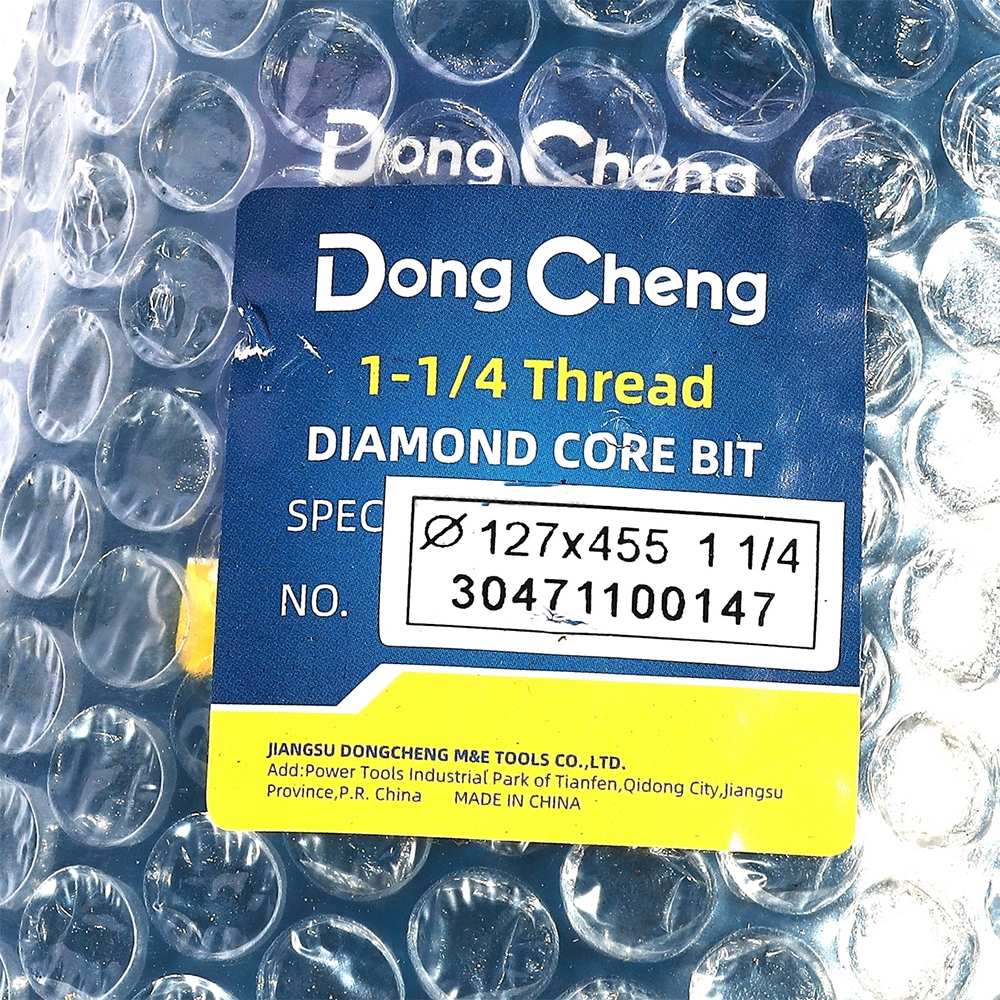 Dong Cheng
Dong Cheng
1-1/4 Thread
DIAMOND CORE BIT
SPEC
Ø 127x455 1 1/4
NO.
30471100147
JIANGSU DONGCHENG M&E TOOLS CO.,LTD.
Add:Power Tools Industrial Park of Tianfen,Qidong City,Jiangsu
Province,P.R. China MADE IN CHINA